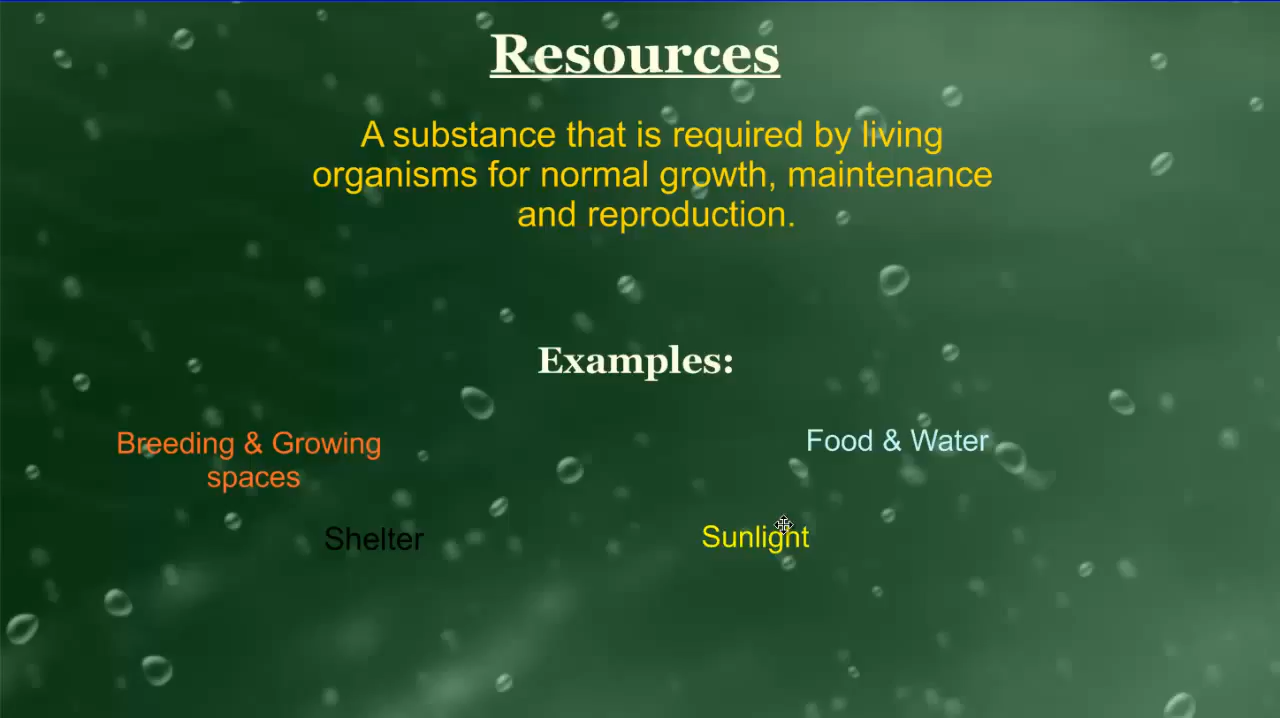 Resources
A substance that is required by living
organisms for normal growth, maintenance
and reproduction.
Examples:
Breeding & Growing
spaces
Food & Water
Shelter
Sunlight